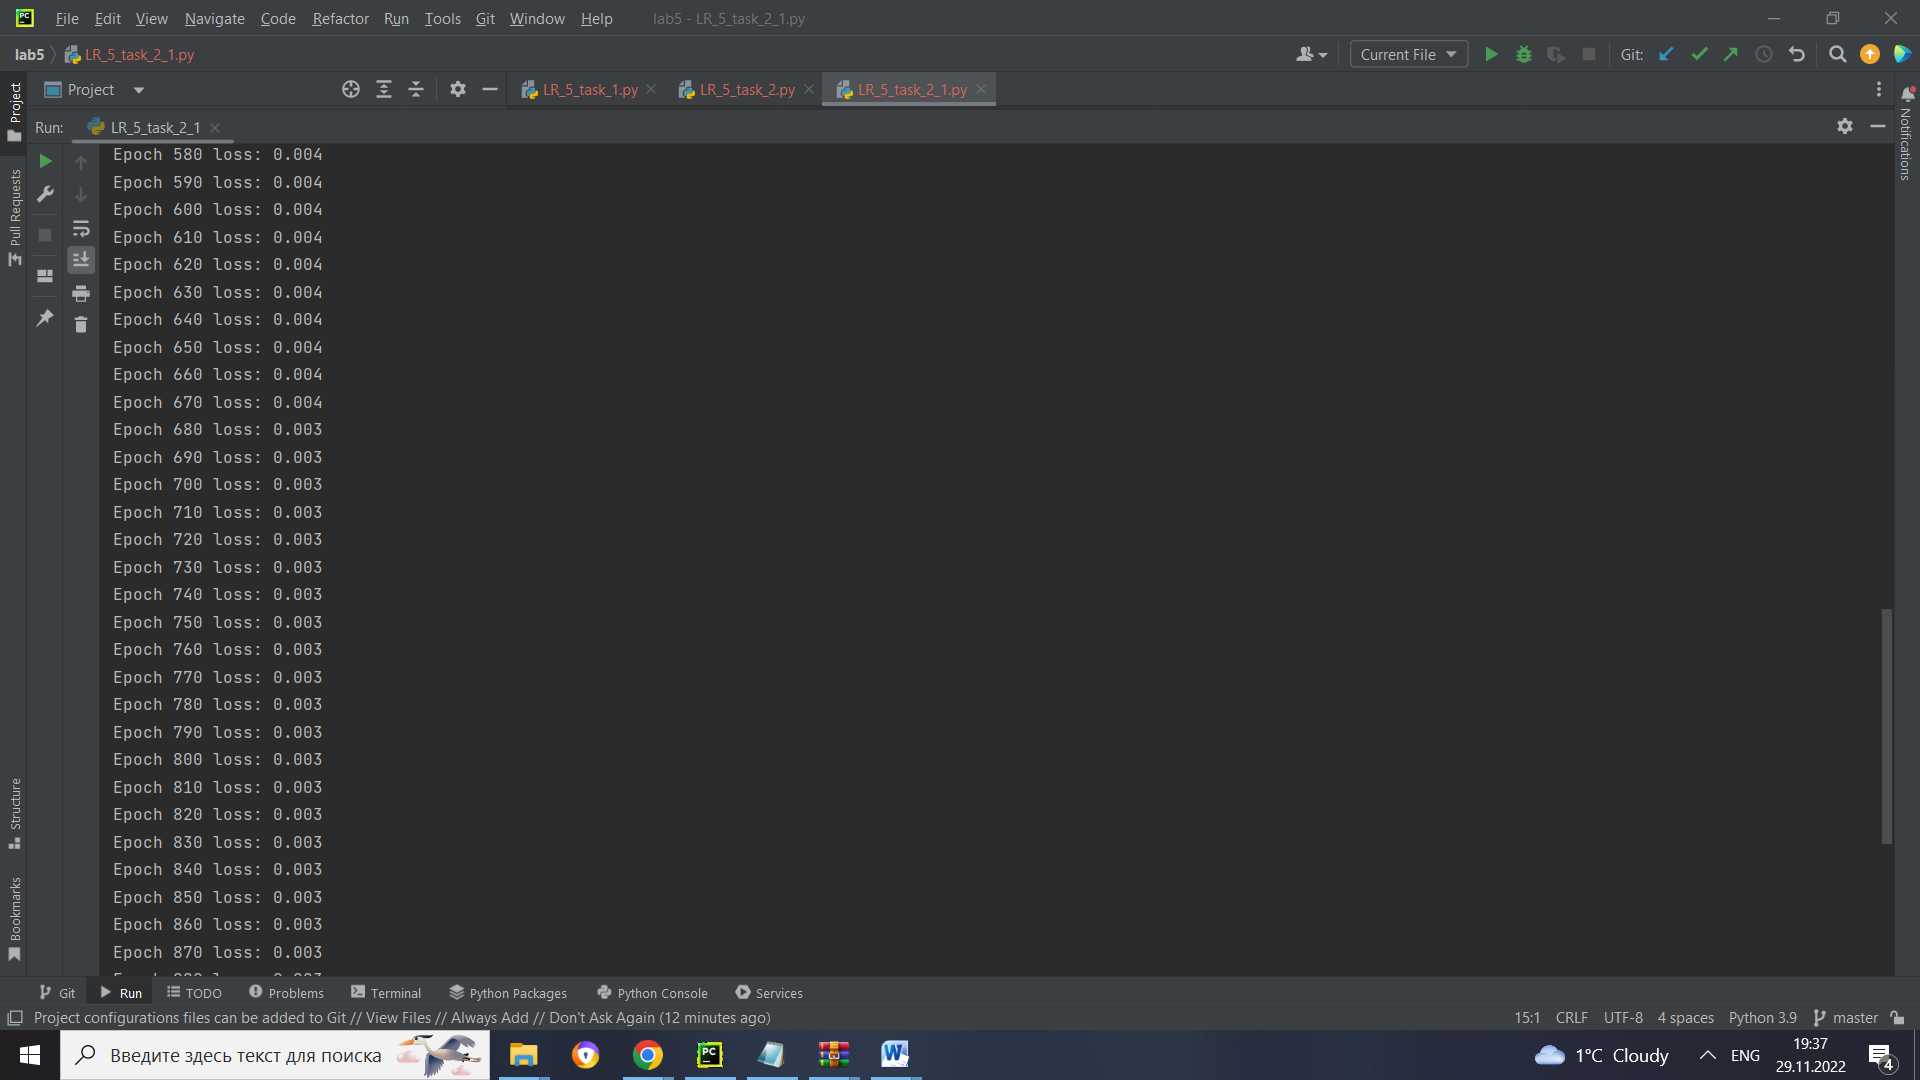 File Edit View Navigate Code Refactor Run Tools Git Window Help lab5 - LR_5_task_2_1.py
lab5 LR_5_task_2_1.py Current File Git:
Project LR_5_task_1.py LR_5_task_2.py LR_5_task_2_1.py
Run: LR_5_task_2_1
Epoch 580 loss: 0.004
Epoch 590 loss: 0.004
Epoch 600 loss: 0.004
Epoch 610 loss: 0.004
Epoch 620 loss: 0.004
Epoch 630 loss: 0.004
Epoch 640 loss: 0.004
Epoch 650 loss: 0.004
Epoch 660 loss: 0.004
Epoch 670 loss: 0.004
Epoch 680 loss: 0.003
Epoch 690 loss: 0.003
Epoch 700 loss: 0.003
Epoch 710 loss: 0.003
Epoch 720 loss: 0.003
Epoch 730 loss: 0.003
Epoch 740 loss: 0.003
Epoch 750 loss: 0.003
Epoch 760 loss: 0.003
Epoch 770 loss: 0.003
Epoch 780 loss: 0.003
Epoch 790 loss: 0.003
Epoch 800 loss: 0.003
Epoch 810 loss: 0.003
Epoch 820 loss: 0.003
Epoch 830 loss: 0.003
Epoch 840 loss: 0.003
Epoch 850 loss: 0.003
Epoch 860 loss: 0.003
Epoch 870 loss: 0.003
Project
Pull Requests
Structure
Bookmarks
Notifications
Git Run TODO Problems Terminal Python Packages Python Console Services
Project configurations files can be added to Git // View Files // Always Add // Don't Ask Again (12 minutes ago) 15:1 CRLF UTF-8 4 spaces Python 3.9 master
Введите здесь текст для поиска PC 1°C Cloudy ENG 19:37
29.11.2022 4